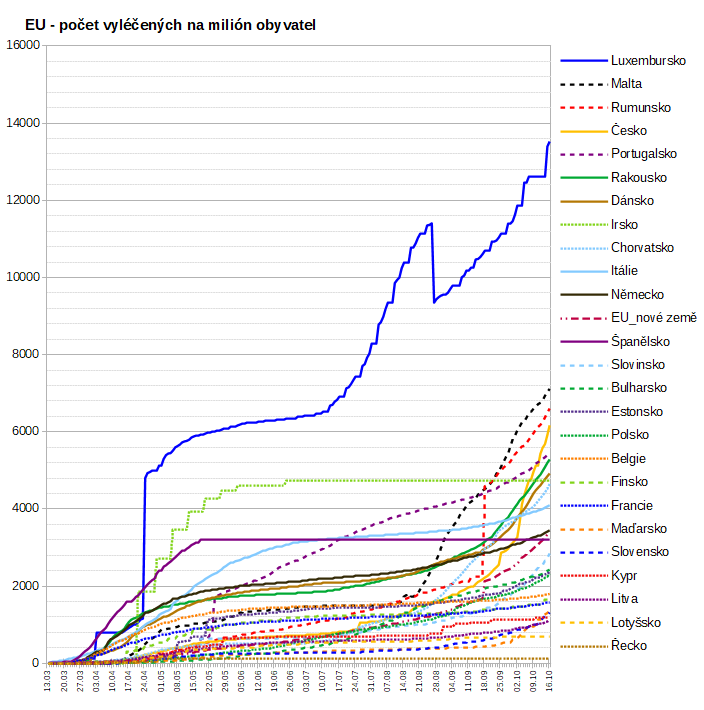 EU - počet vyléčených na milión obyvatel
16000
14000
12000
10000
8000
6000
4000
2000
0
13.03 20.03 27.03 03.04 10.04 17.04 24.04 01.05 08.05 15.05 22.05 29.05 05.06 12.06 19.06 26.06 03.07 10.07 17.07 24.07 31.07 07.08 14.08 21.08 28.08 04.09 11.09 18.09 25.09 02.10 09.10 16.10
Luxembursko
Malta
Rumunsko
Česko
Portugalsko
Rakousko
Dánsko
Irsko
Chorvatsko
Itálie
Německo
EU_nové země
Španělsko
Slovinsko
Bulharsko
Estonsko
Polsko
Belgie
Finsko
Francie
Maďarsko
Slovensko
Kypr
Litva
Lotyšsko
Řecko